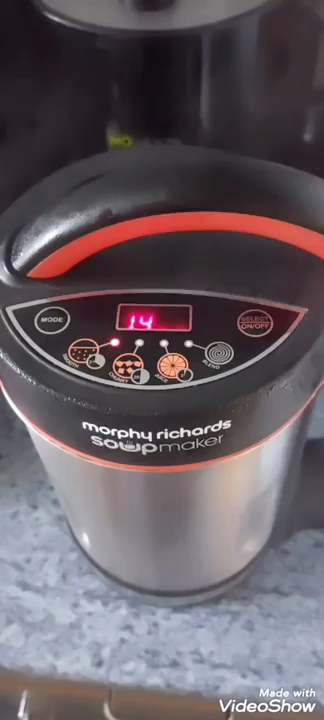 14
MODE
SELECT
ON/OFF
SMOOTH
CHUNKY
JUICE
BLEND
morphy richards
soupmaker
Made with
VideoShow